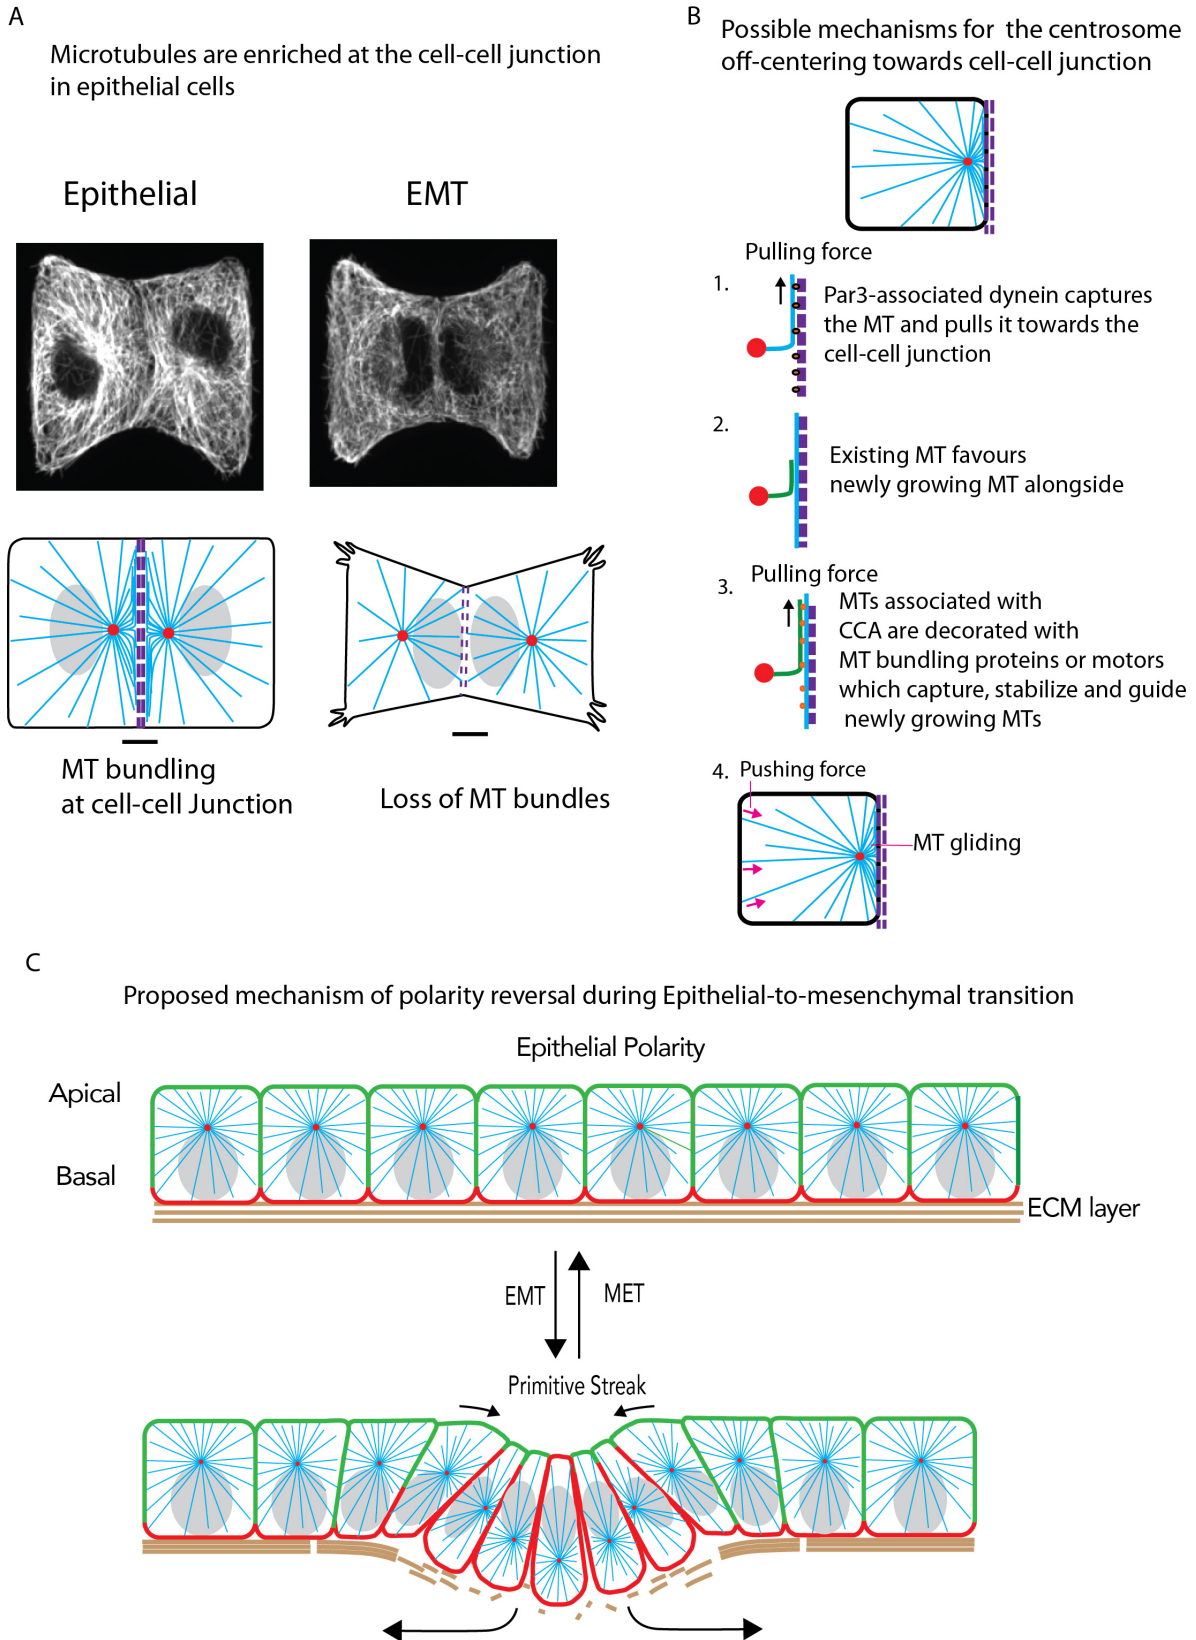 A
Microtubules are enriched at the cell-cell junction
in epithelial cells
Epithelial
EMT
MT bundling
at cell-cell Junction
Loss of MT bundles
B
Possible mechanisms for the centrosome
off-centering towards cell-cell junction
Pulling force
1.
Par3-associated dynein captures
the MT and pulls it towards the
cell-cell junction
2.
Existing MT favours
newly growing MT alongside
Pulling force
3.
MTs associated with
CCA are decorated with
MT bundling proteins or motors
which capture, stabilize and guide
newly growing MTs
4. Pushing force
MT gliding
C
Proposed mechanism of polarity reversal during Epithelial-to-mesenchymal transition
Epithelial Polarity
Apical
Basal
ECM layer
EMT
MET
Primitive Streak